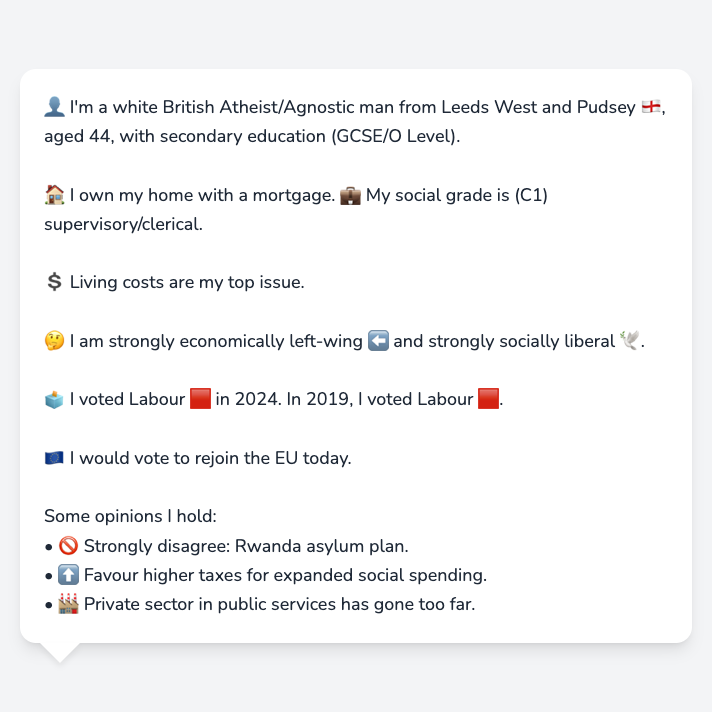 👤 I'm a white British Atheist/Agnostic man from Leeds West and Pudsey 🏴󠁧󠁢󠁥󠁮󠁧󠁿,
aged 44, with secondary education (GCSE/O Level).
🏠 I own my home with a mortgage. 💼 My social grade is (C1)
supervisory/clerical.
💲 Living costs are my top issue.
🤔 I am strongly economically left-wing ⬅️ and strongly socially liberal 🕊️.
🗳️ I voted Labour 🟥 in 2024. In 2019, I voted Labour 🟥.
🇪🇺 I would vote to rejoin the EU today.
Some opinions I hold:
• 🚫 Strongly disagree: Rwanda asylum plan.
• ⬆️ Favour higher taxes for expanded social spending.
• 🏭 Private sector in public services has gone too far.